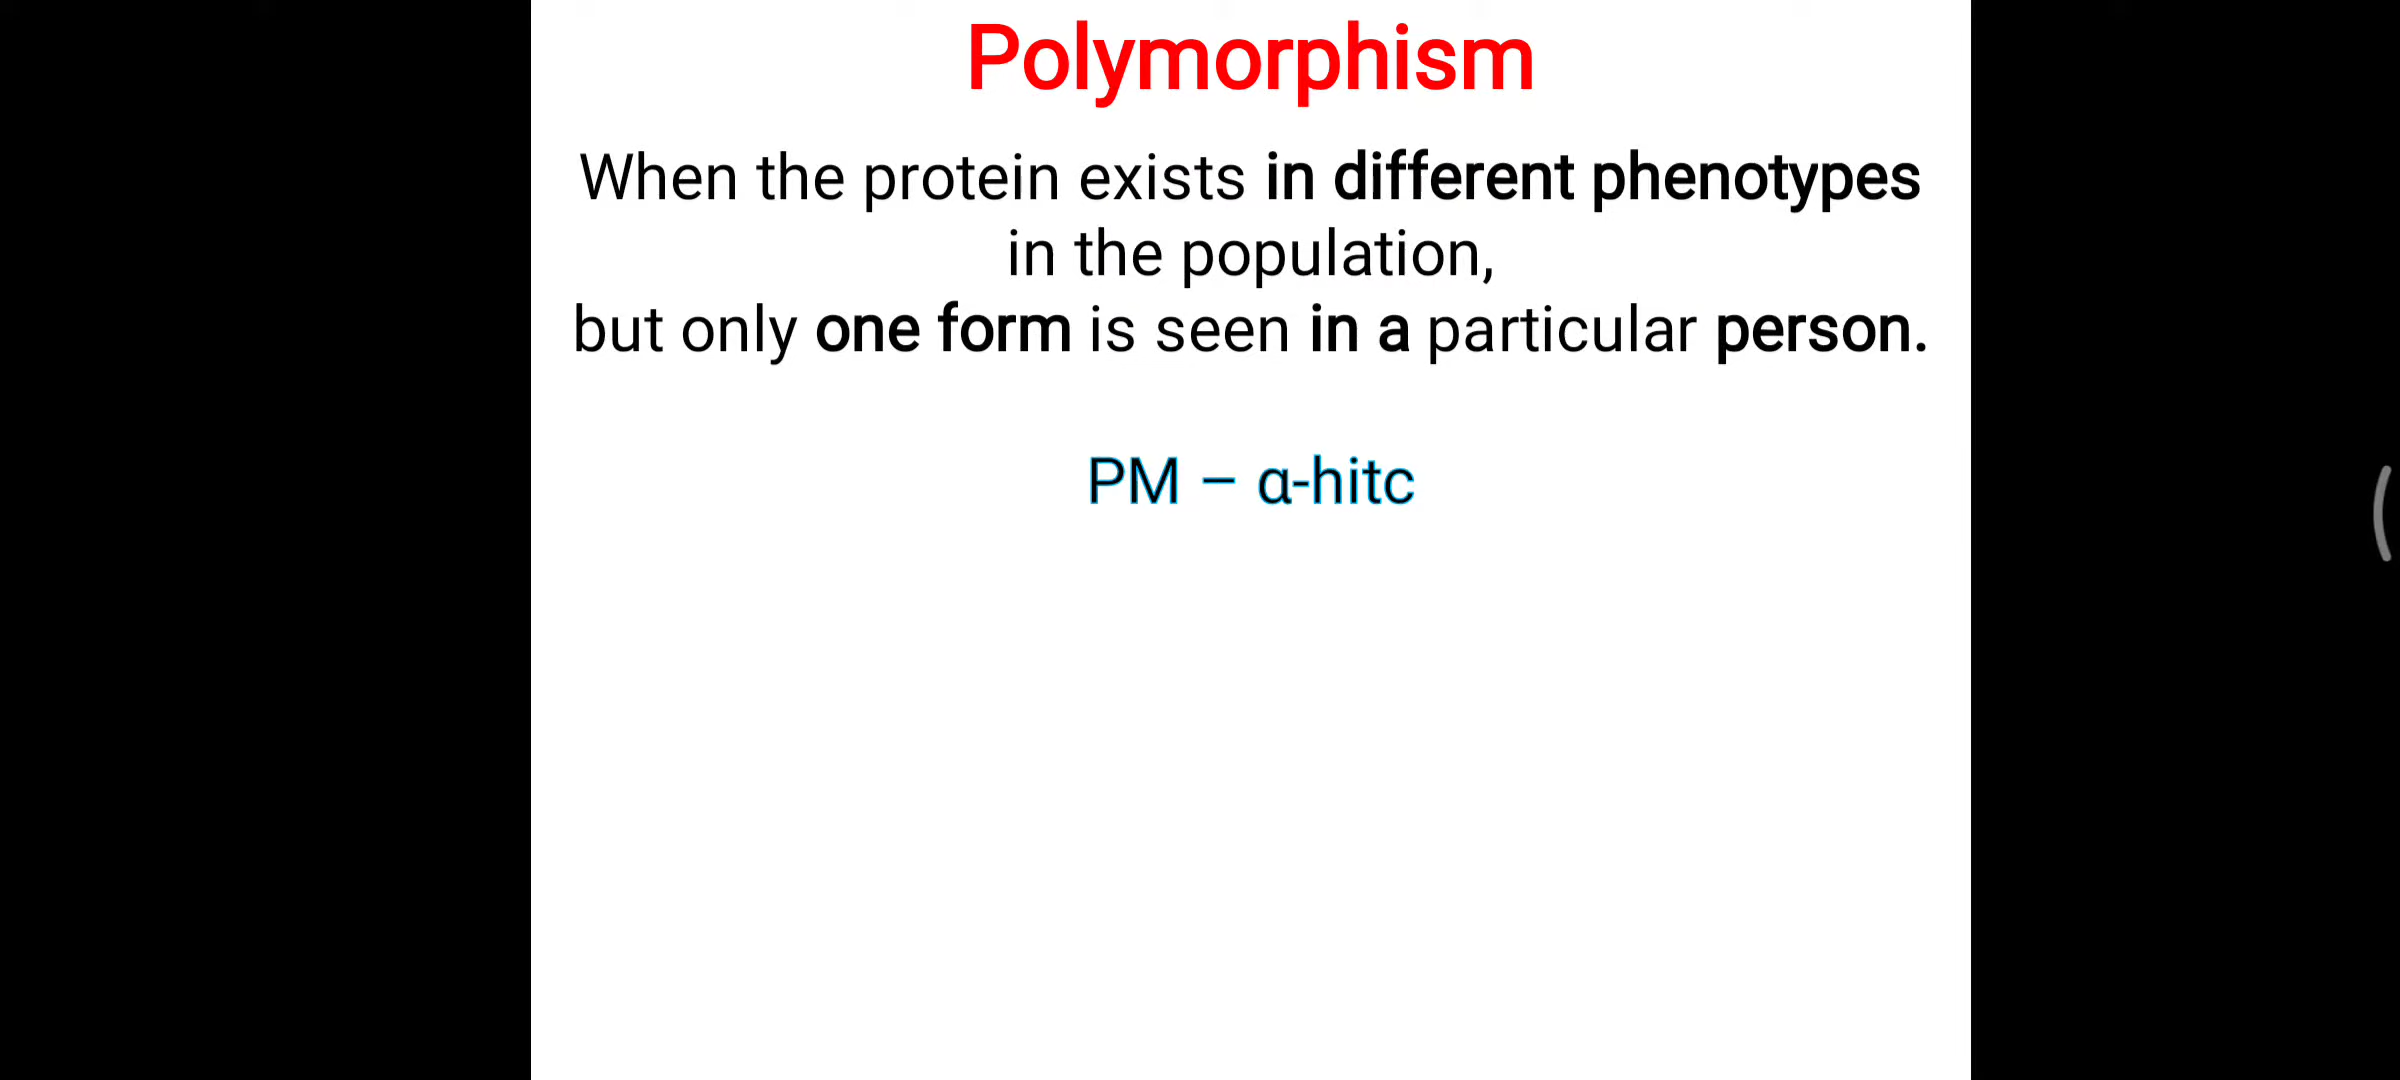 Polymorphism
When the protein exists in different phenotypes
in the population,
but only one form is seen in a particular person.
PM – α-hitc